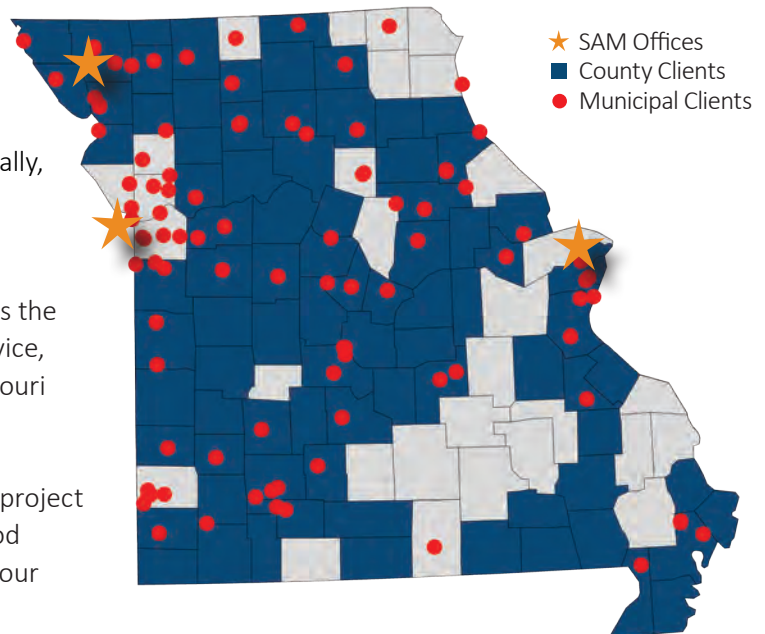 SAM Offices
County Clients
Municipal Clients
ally,
s the
vice,
ouri
project
od
our